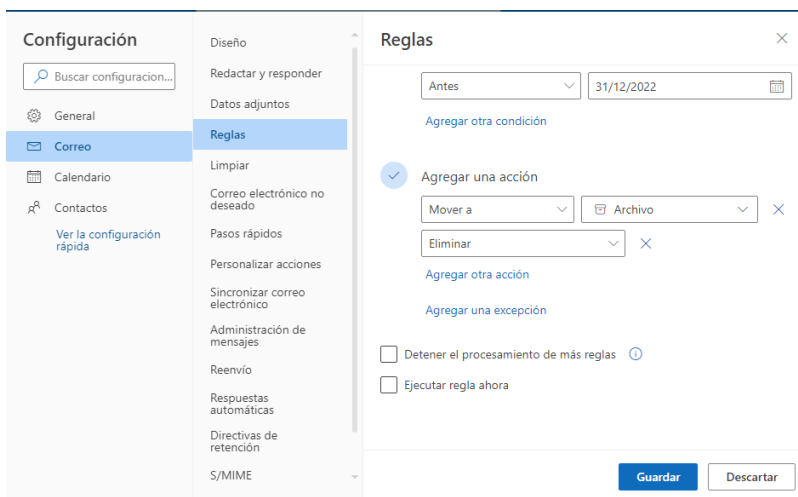 Configuración
Buscar configuracion...
General
Correo
Calendario
Contactos
Ver la configuración
rápida
Diseño
Redactar y responder
Datos adjuntos
Reglas
Limpiar
Correo electrónico no
deseado
Pasos rápidos
Personalizar acciones
Sincronizar correo
electrónico
Administración de
mensajes
Reenvío
Respuestas
automáticas
Directivas de
retención
S/MIME
Reglas
Antes
31/12/2022
Agregar otra condición
Agregar una acción
Mover a
Archivo
Eliminar
Agregar otra acción
Agregar una excepción
Detener el procesamiento de más reglas
Ejecutar regla ahora
Guardar
Descartar